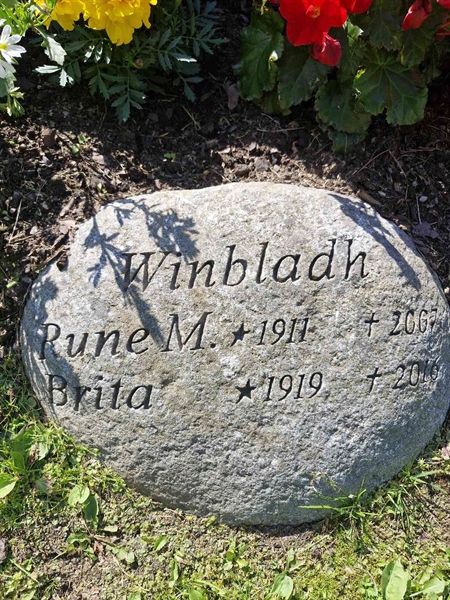 Winbladh
Rune M. ★ 1911 † 2007
Brita ★ 1919 † 2016